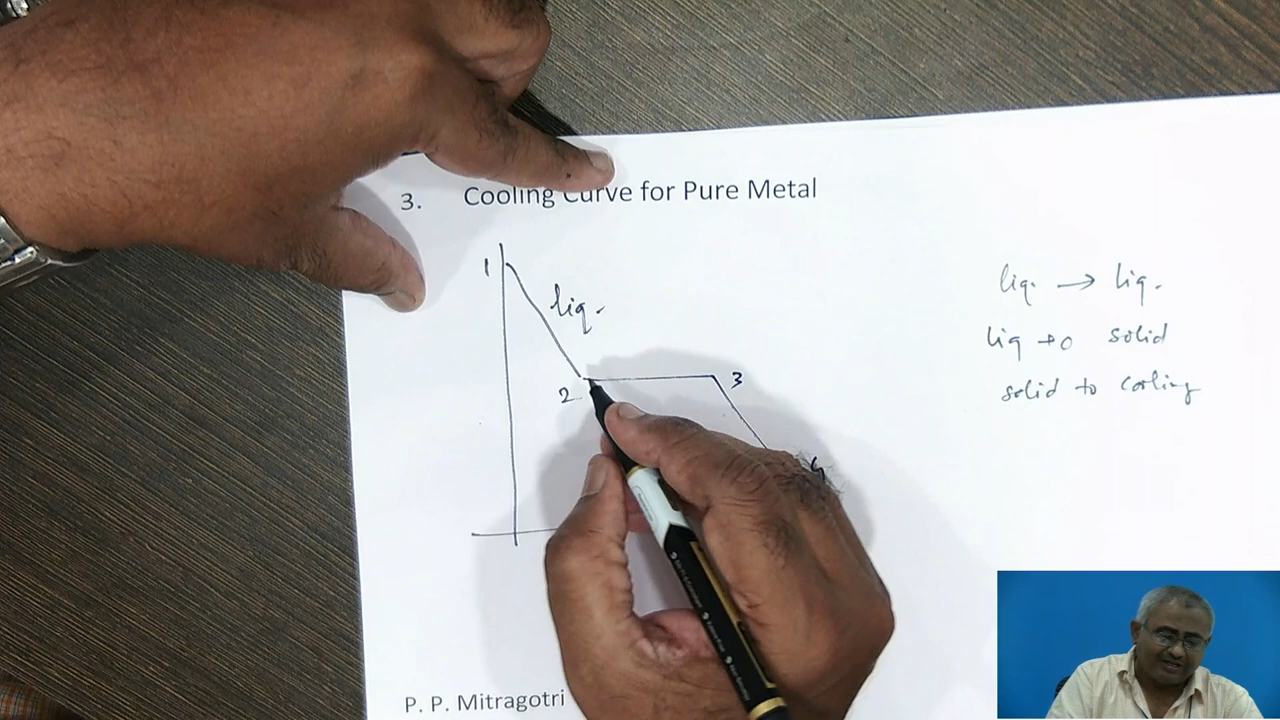 3. Cooling Curve for Pure Metal
1
liq.
2
3
4
liq. → liq.
liq to solid
solid to cooling
P. P. Mitragotri